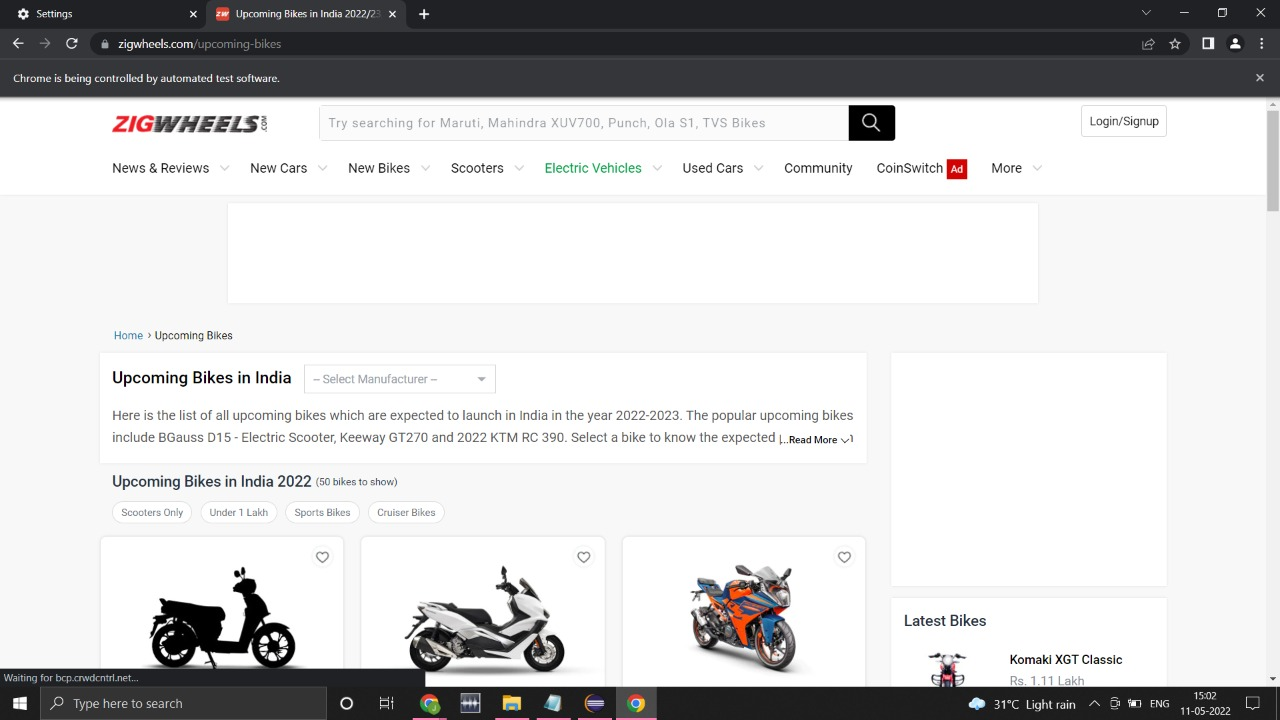 Settings
Upcoming Bikes in India 2022/23
zigwheels.com/upcoming-bikes
Chrome is being controlled by automated test software.
ZIGWHEELS.COM
Try searching for Maruti, Mahindra XUV700, Punch, Ola S1, TVS Bikes
Login/Signup
News & Reviews New Cars New Bikes Scooters Electric Vehicles Used Cars Community CoinSwitch Ad More
Home › Upcoming Bikes
Upcoming Bikes in India
-- Select Manufacturer --
Here is the list of all upcoming bikes which are expected to launch in India in the year 2022-2023. The popular upcoming bikes
include BGauss D15 - Electric Scooter, Keeway GT270 and 2022 KTM RC 390. Select a bike to know the expected ...Read More
Upcoming Bikes in India 2022 (50 bikes to show)
Scooters Only Under 1 Lakh Sports Bikes Cruiser Bikes
Latest Bikes
Komaki XGT Classic
Rs. 1.11 Lakh
Waiting for bcp.crwdcntrl.net...
Type here to search
31°C Light rain
ENG
15:02
11-05-2022